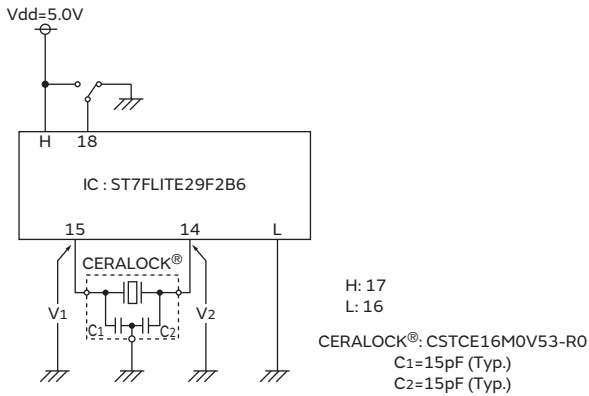 Vdd=5.0V
H 18
IC : ST7FLITE29F2B6
15 14 L
CERALOCK®
V1 C1 C2 V2
H: 17
L: 16
CERALOCK®: CSTCE16M0V53-R0
C1=15pF (Typ.)
C2=15pF (Typ.)